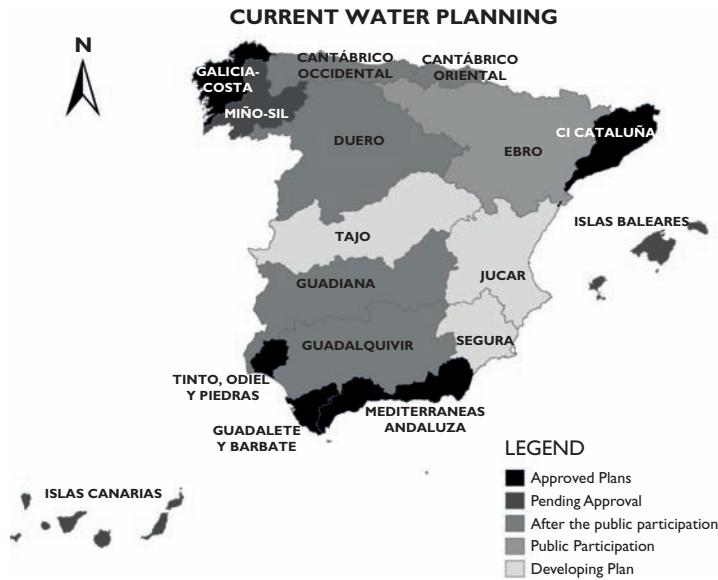 CURRENT WATER PLANNING
N
CANTÁBRICO
OCCIDENTAL
CANTÁBRICO
ORIENTAL
GALICIA-
COSTA
MIÑO-SIL
DUERO
EBRO
CI CATALUÑA
ISLAS BALEARES
TAJO
JUCAR
GUADIANA
GUADALQUIVIR
SEGURA
TINTO, ODIEL
Y PIEDRAS
MEDITERRANEAS
ANDALUZA
GUADALETE
Y BARBATE
ISLAS CANARIAS
LEGEND
Approved Plans
Pending Approval
After the public participation
Public Participation
Developing Plan